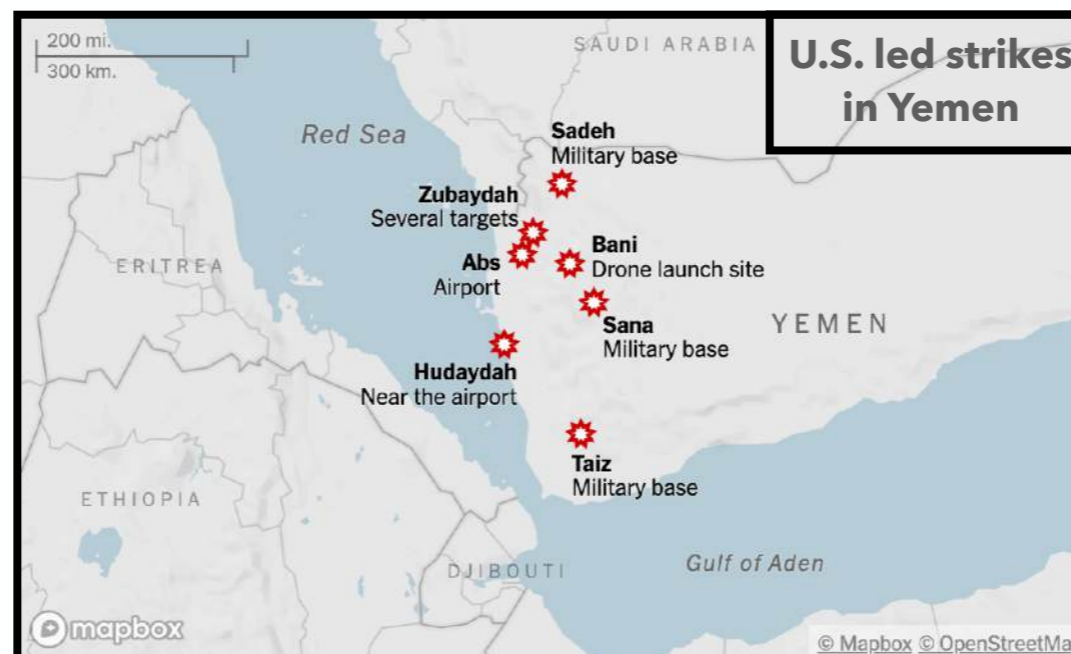 200 mi.
300 km.
SAUDI ARABIA
U.S. led strikes
in Yemen
Red Sea
Sadeh
Military base
Zubaydah
Several targets
Abs
Airport
Bani
Drone launch site
ERITREA
Sana
Military base
YEMEN
Hudaydah
Near the airport
Taiz
Military base
ETHIOPIA
DJIBOUTI
Gulf of Aden
mapbox
© Mapbox © OpenStreetMa